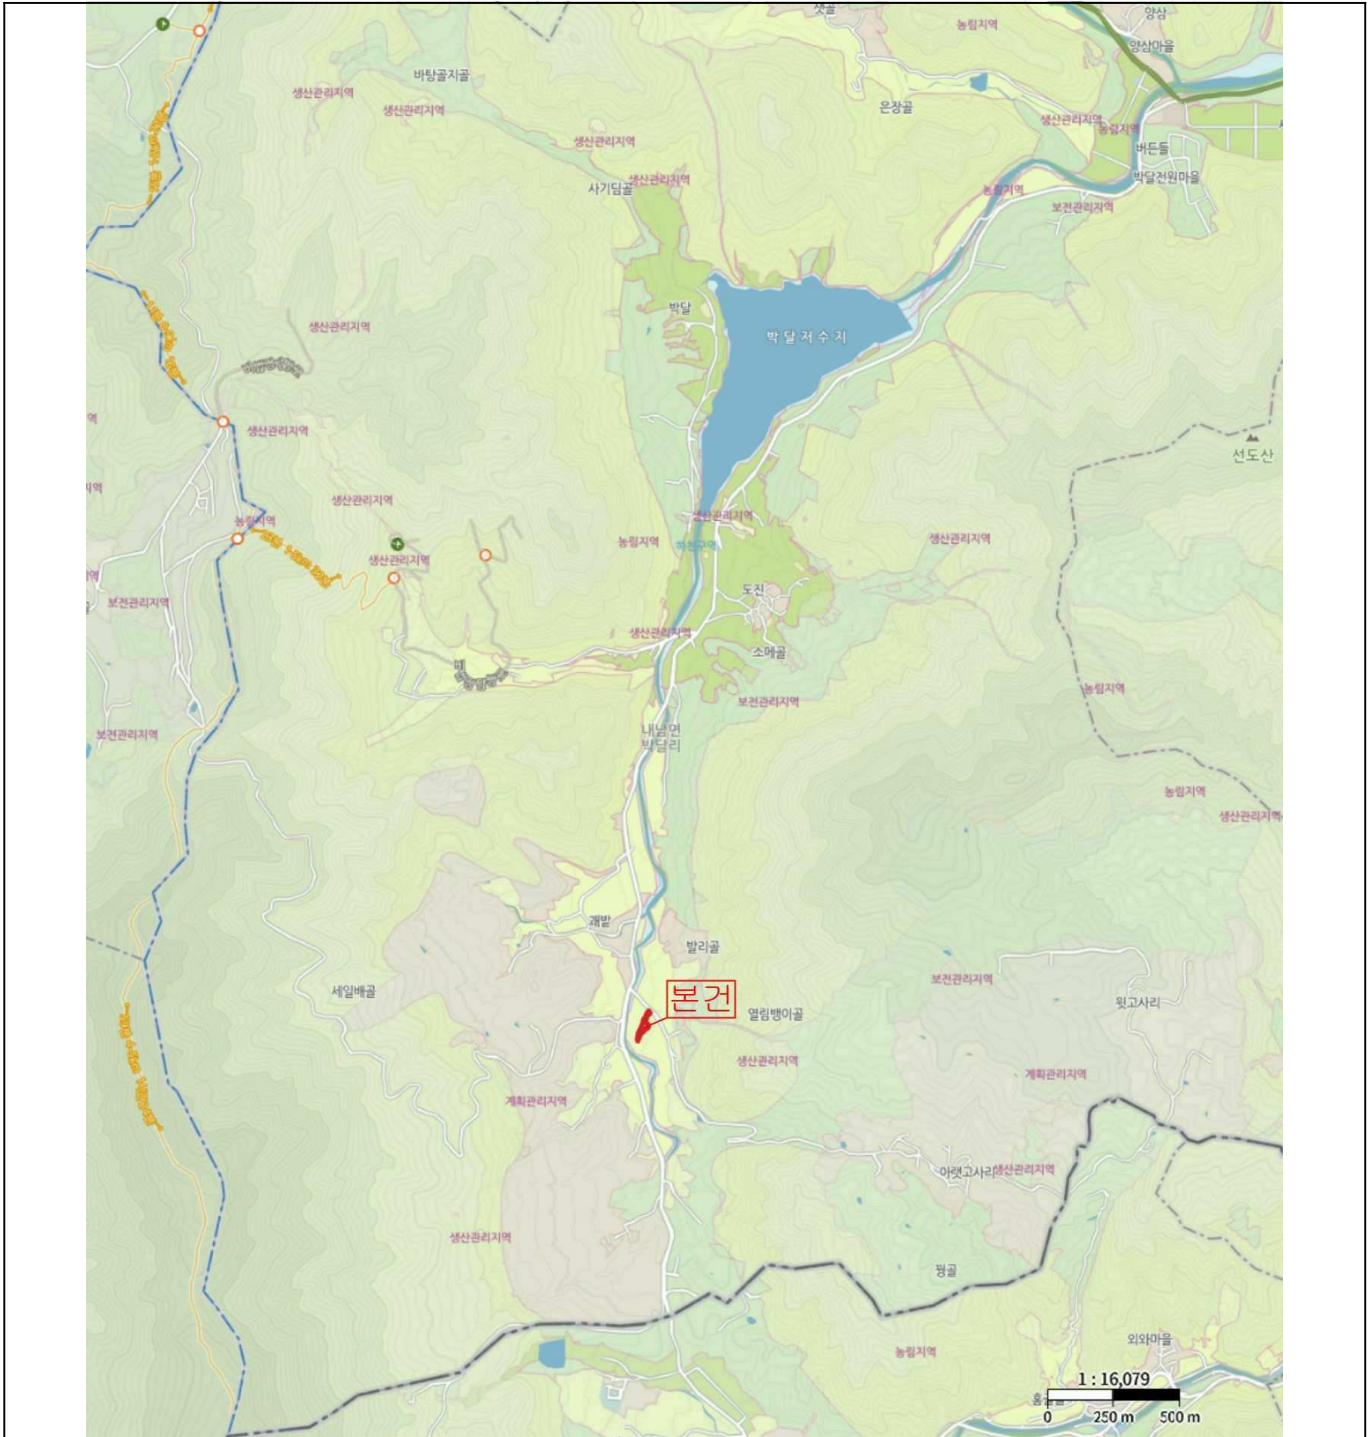 샛골
양삼
농림지역
양삼마을
바탕골지골
생산관리지역
생산관리지역
은장골
생산관리지역
농림지역
생산관리지역
버든들
생산관리지역
사기딤골
박달전원마을
농림지역
보전관리지역
박달
생산관리지역
박달저수지
역
생산관리지역
선도산
지역
생산관리지역
생산관리지역
농림지역
농림지역
하천구역
생산관리지역
생산관리지역
역
도진
보전관리지역
생산관리지역
소메골
농림지역
보전관리지역
내남면
박달리
보전관리지역
농림지역
생산관리지역
괘밭
발리골
세일배골
보전관리지역
본건
윗고사리
열림뱅이골
생산관리지역
계획관리지역
계획관리지역
아랫고사리
생산관리지역
생산관리지역
평골
외와마을
농림지역
1 : 16,079
0
250 m
500 m